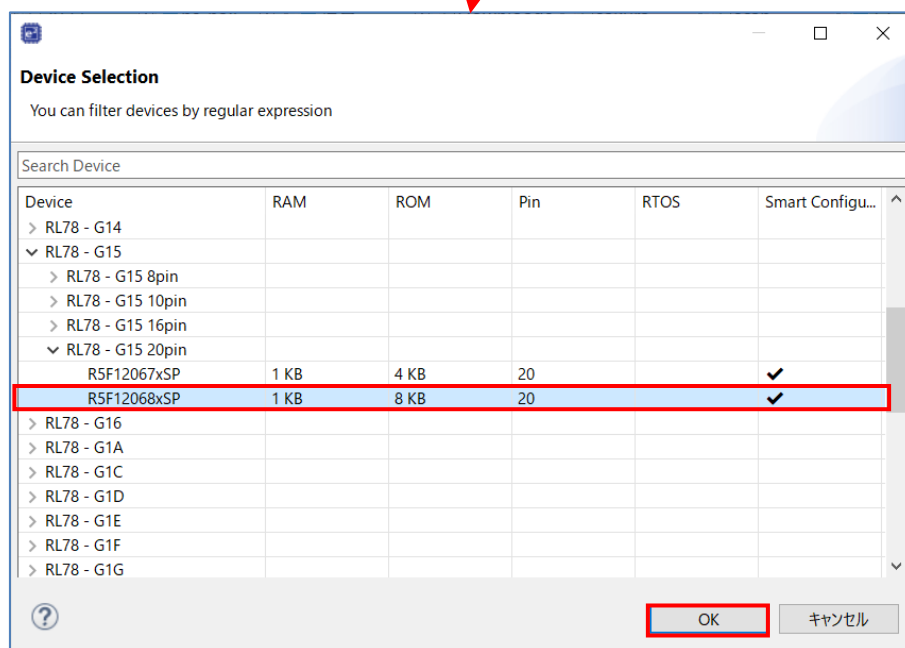 Device Selection
You can filter devices by regular expression
Search Device
Device RAM ROM Pin RTOS Smart Configu...
RL78 - G14
RL78 - G15
RL78 - G15 8pin
RL78 - G15 10pin
RL78 - G15 16pin
RL78 - G15 20pin
R5F12067xSP 1 KB 4 KB 20 ✔
R5F12068xSP 1 KB 8 KB 20 ✔
RL78 - G16
RL78 - G1A
RL78 - G1C
RL78 - G1D
RL78 - G1E
RL78 - G1F
RL78 - G1G
? OK キャンセル